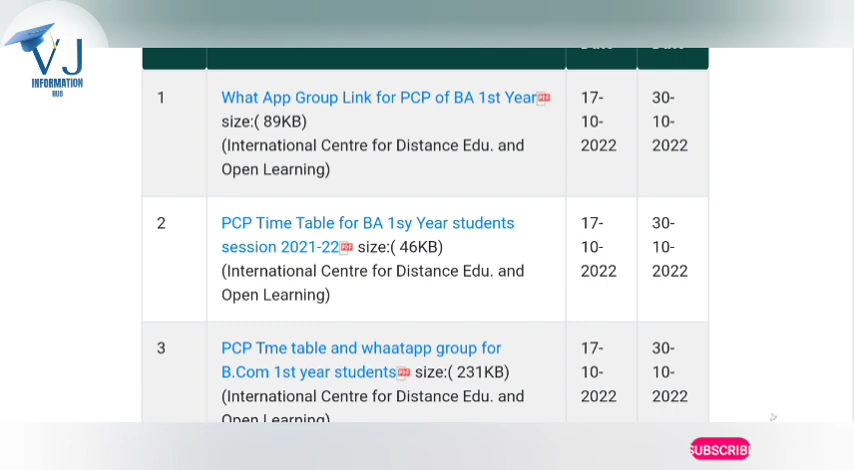 VJ
INFORMATION
HUB
1
What App Group Link for PCP of BA 1st Year
size:( 89KB)
(International Centre for Distance Edu. and
Open Learning)
17-
10-
2022
30-
10-
2022
2
PCP Time Table for BA 1sy Year students
session 2021-22 size:( 46KB)
(International Centre for Distance Edu. and
Open Learning)
17-
10-
2022
30-
10-
2022
3
PCP Tme table and whaatapp group for
B.Com 1st year students size:( 231KB)
(International Centre for Distance Edu. and
Open Learning)
17-
10-
2022
30-
10-
2022
SUBSCRIBE